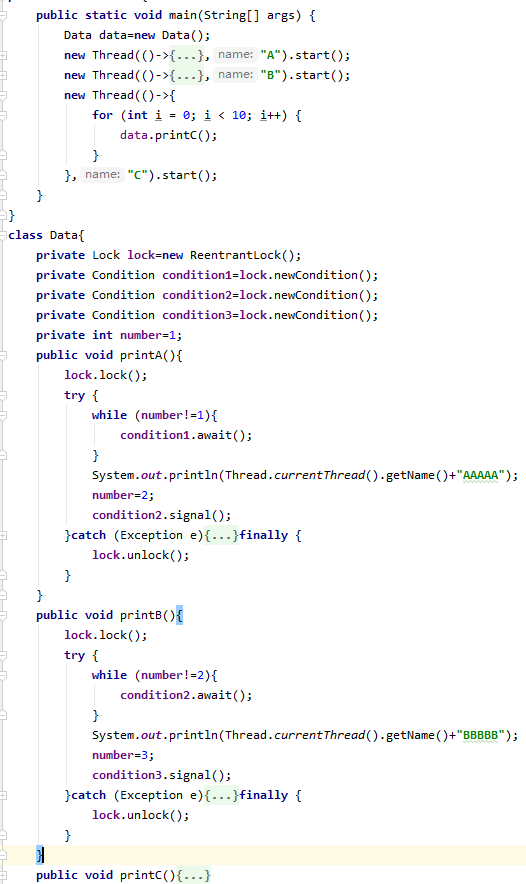 public static void main(String[] args) {
Data data=new Data();
new Thread(()->{...}, name: "A").start();
new Thread(()->{...}, name: "B").start();
new Thread(()->{
for (int i = 0; i < 10; i++) {
data.printC();
}
}, name: "C").start();
}
}
class Data{
private Lock lock=new ReentrantLock();
private Condition condition1=lock.newCondition();
private Condition condition2=lock.newCondition();
private Condition condition3=lock.newCondition();
private int number=1;
public void printA(){
lock.lock();
try {
while (number!=1){
condition1.await();
}
System.out.println(Thread.currentThread().getName()+"AAAAA");
number=2;
condition2.signal();
}catch (Exception e){...}finally {
lock.unlock();
}
}
public void printB(){
lock.lock();
try {
while (number!=2){
condition2.await();
}
System.out.println(Thread.currentThread().getName()+"BBBBB");
number=3;
condition3.signal();
}catch (Exception e){...}finally {
lock.unlock();
}
}
public void printC(){...}